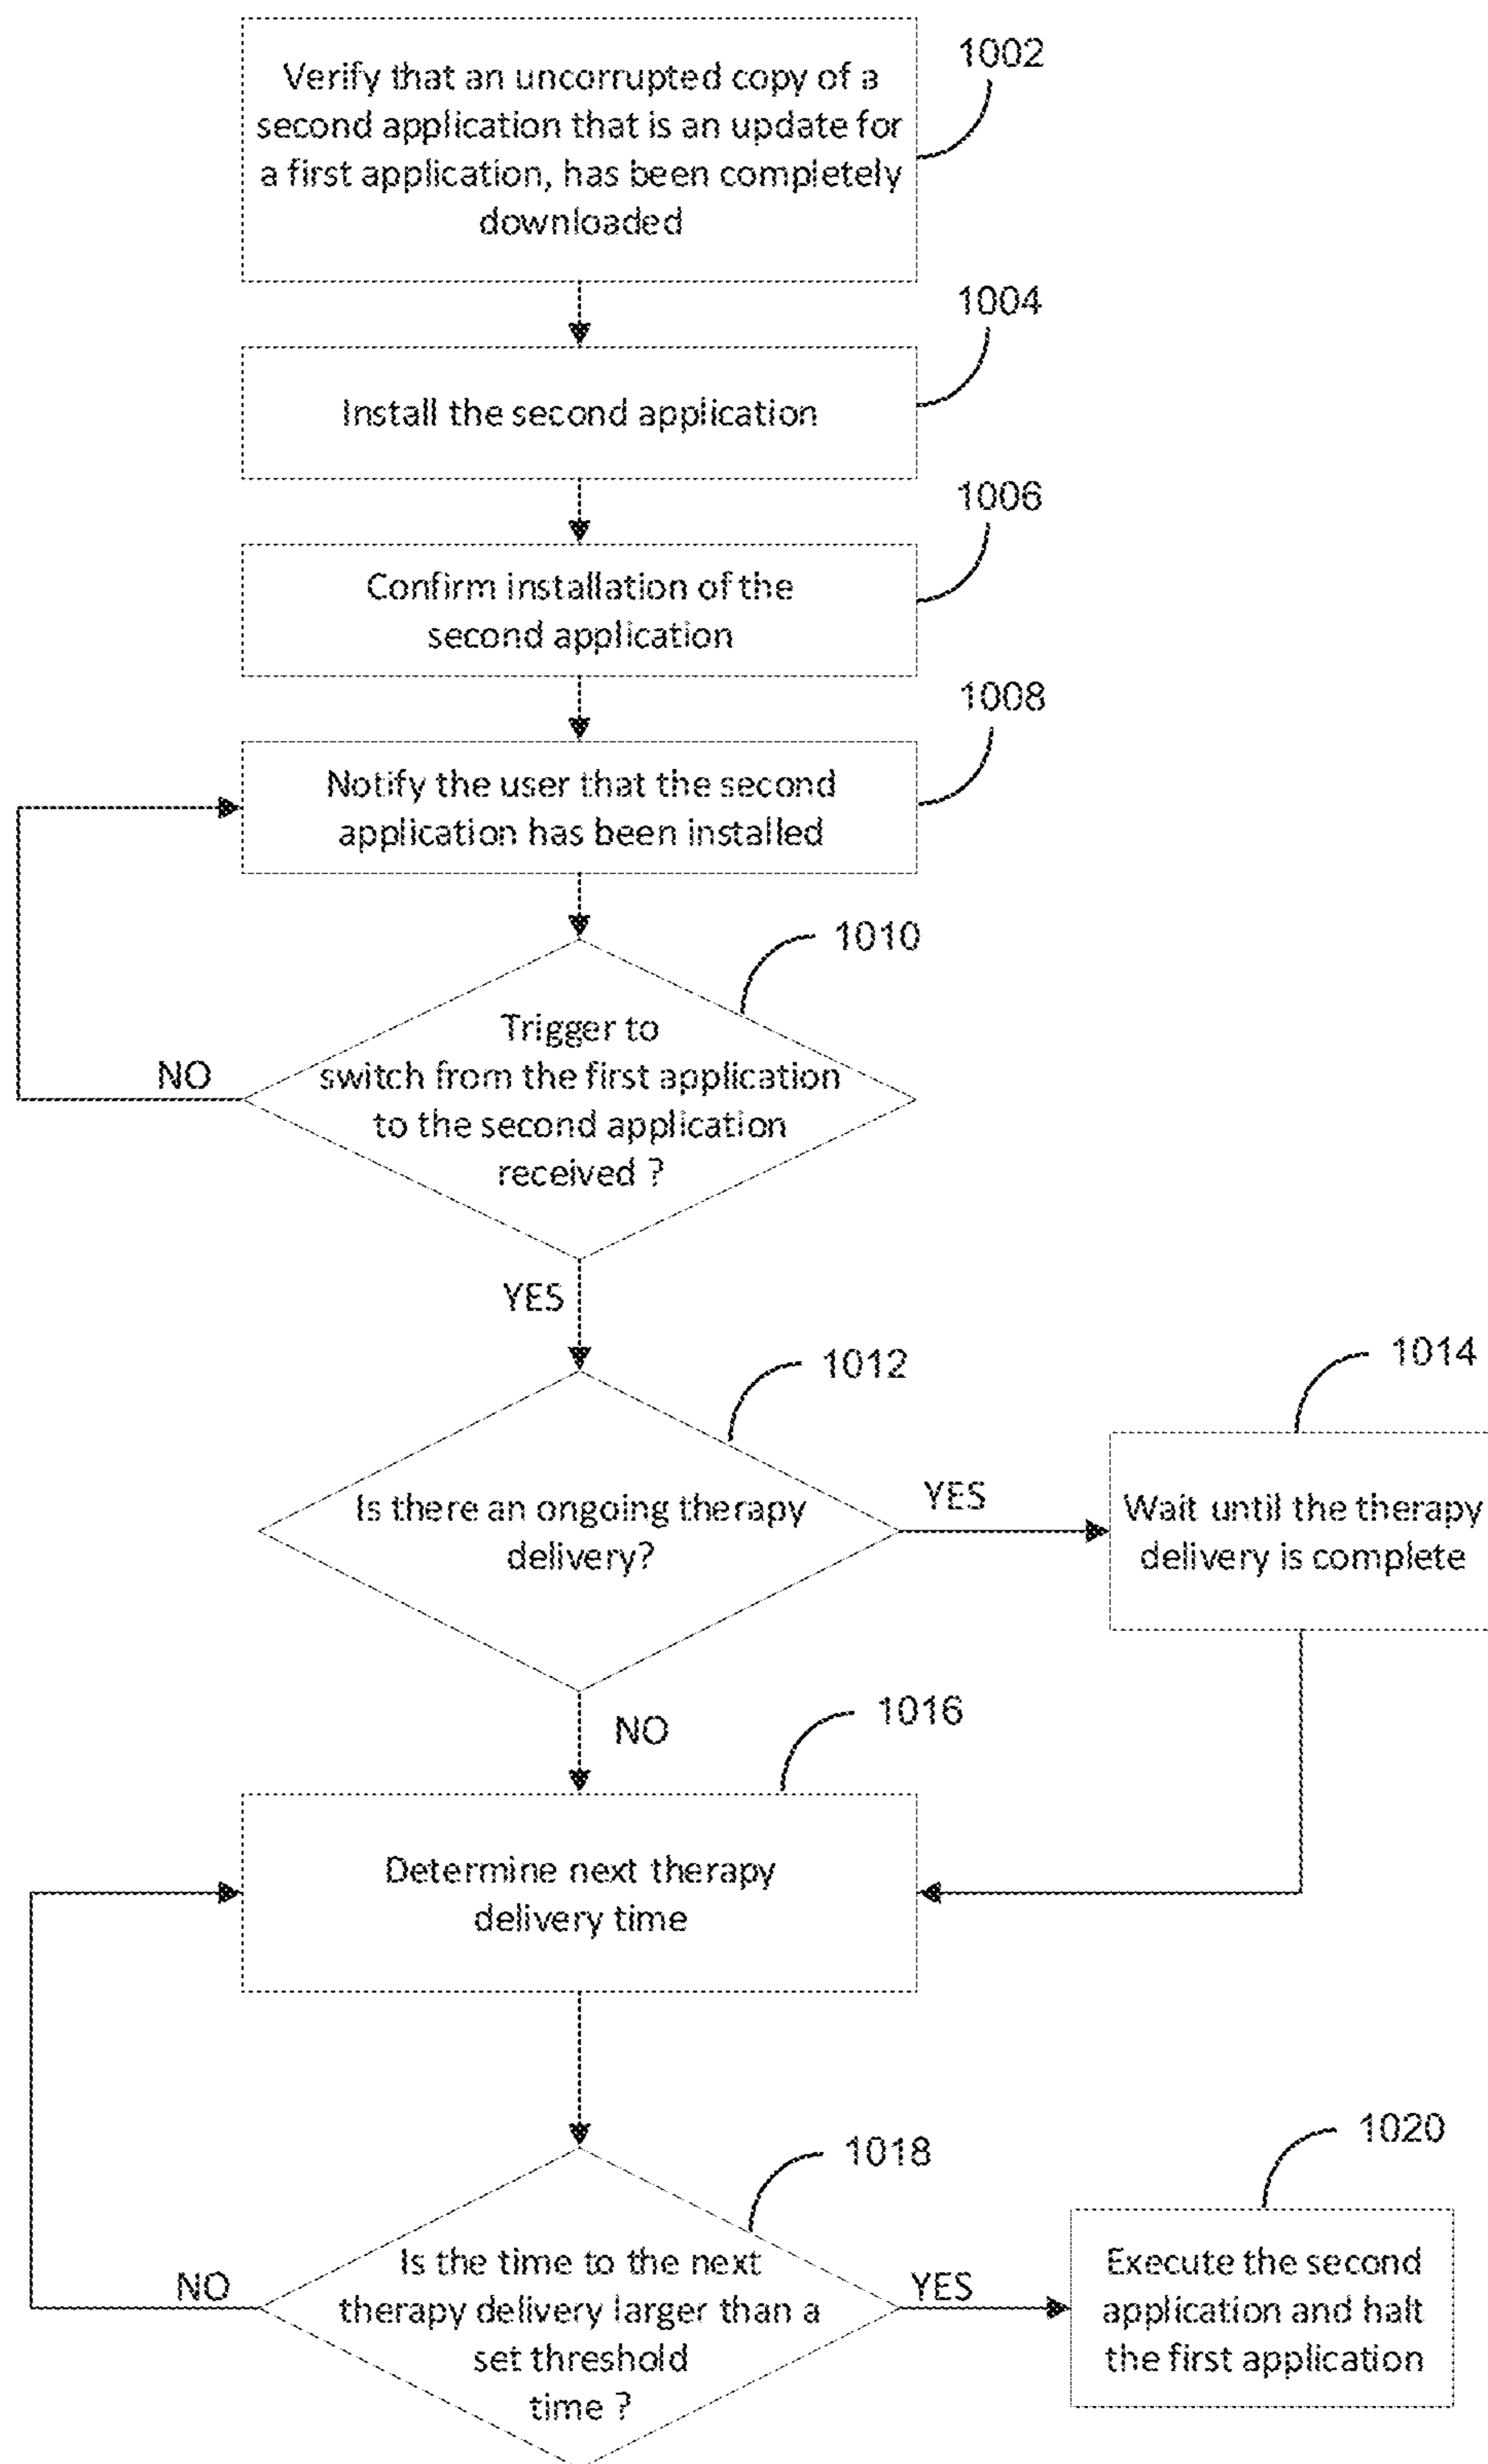 Verify that an uncorrupted copy of a
second application that is an update for
a first application, has been completely
downloaded
1002
Install the second application
1004
Confirm installation of the
second application
1006
Notify the user that the second
application has been installed
1008
Trigger to
switch from the first application
to the second application
received ?
1010
NO
YES
Is there an ongoing therapy
delivery?
1012
YES
Wait until the therapy
delivery is complete
1014
NO
Determine next therapy
delivery time
1016
Is the time to the next
therapy delivery larger than a
set threshold
time ?
1018
NO
YES
Execute the second
application and halt
the first application
1020